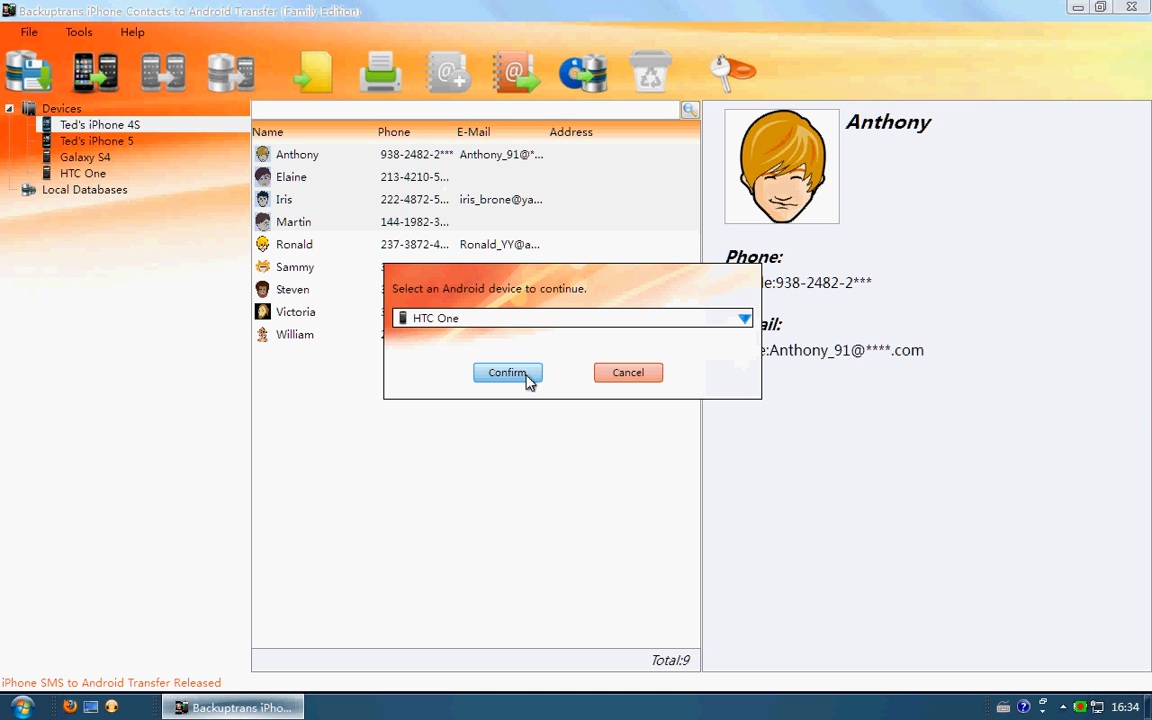 Backuptrans iPhone Contacts to Android Transfer (Family Edition)
File Tools Help
Devices
Ted's iPhone 4S
Ted's iPhone 5
Galaxy S4
HTC One
Local Databases
Name Phone E-Mail Address
Anthony 938-2482-2*** Anthony_91@*...
Elaine 213-4210-5...
Iris 222-4872-5... iris_brone@ya...
Martin 144-1982-3...
Ronald 237-3872-4... Ronald_YY@a...
Sammy
Steven
Victoria
William
Total:9
Select an Android device to continue.
HTC One
Confirm Cancel
Anthony
Phone:
e:938-2482-2***
ail:
e:Anthony_91@****.com
iPhone SMS to Android Transfer Released
Backuptrans iPho...
16:34